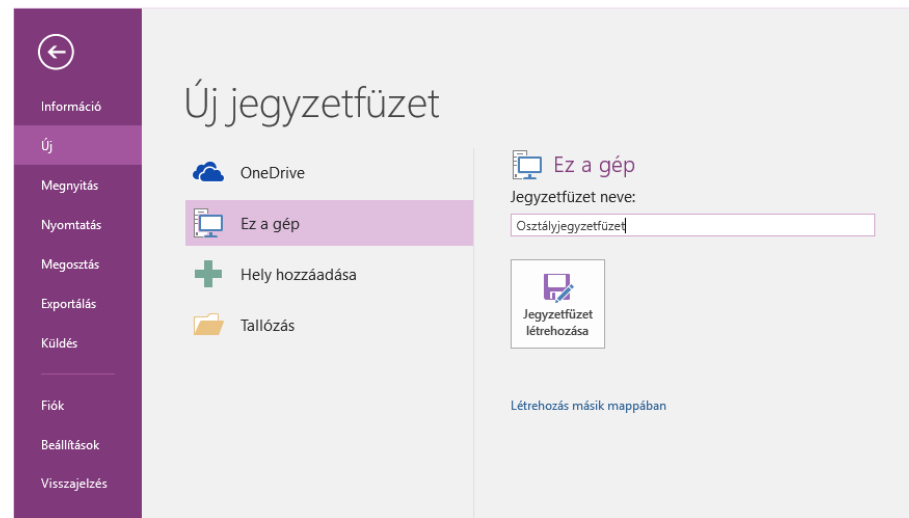 Információ
Új
Megnyitás
Nyomtatás
Megosztás
Exportálás
Küldés
Fiók
Beállítások
Visszajelzés
Új jegyzetfüzet
OneDrive
Ez a gép
Hely hozzáadása
Tallózás
Ez a gép
Jegyzetfüzet neve:
Osztályjegyzetfüzet
Jegyzetfüzet
létrehozása
Létrehozás másik mappában